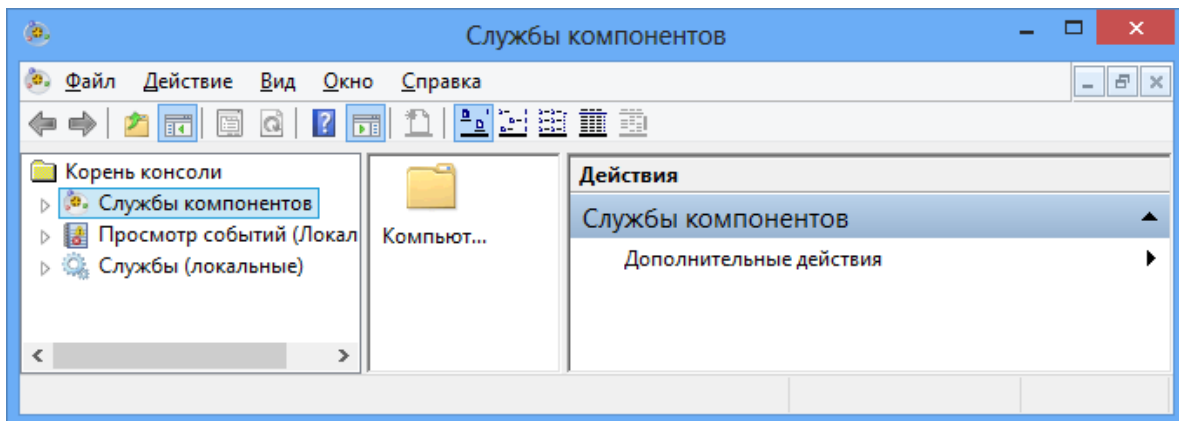 Службы компонентов
Файл Действие Вид Окно Справка
Корень консоли
Службы компонентов
Просмотр событий (Локал
Службы (локальные)
Компьют...
Действия
Службы компонентов
Дополнительные действия